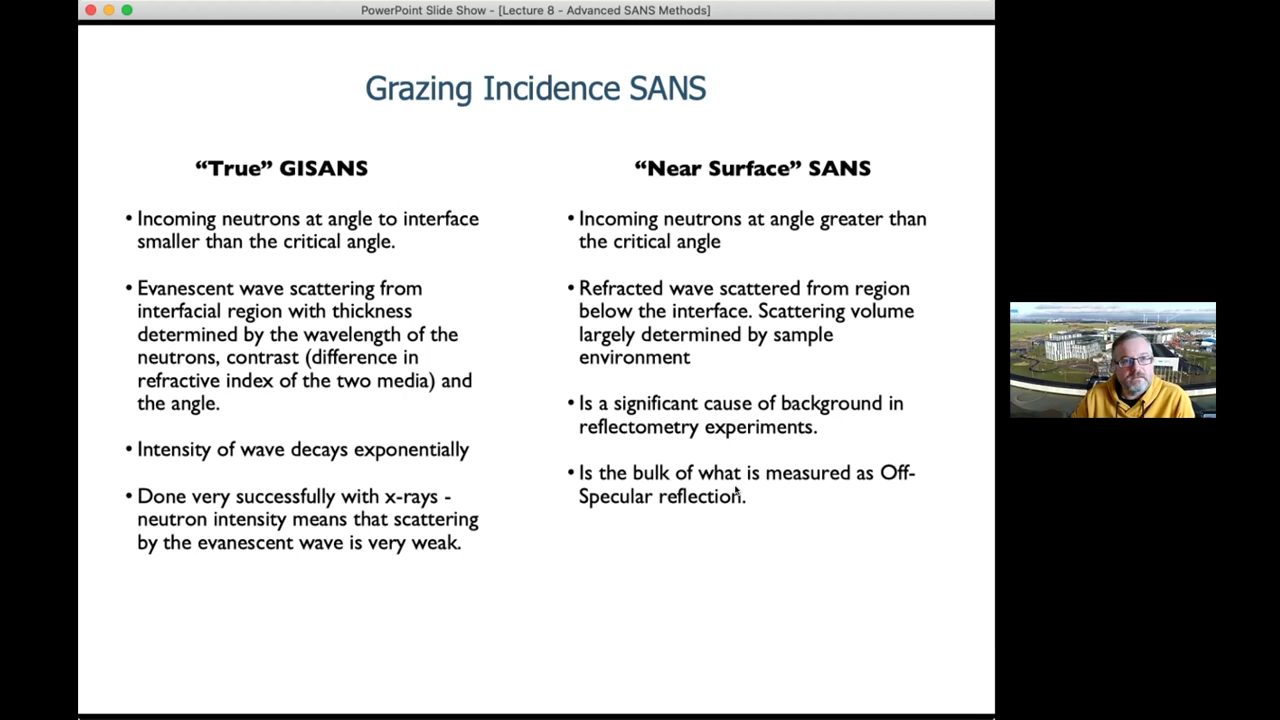 PowerPoint Slide Show - [Lecture 8 - Advanced SANS Methods]
Grazing Incidence SANS
“True” GISANS
• Incoming neutrons at angle to interface
smaller than the critical angle.
• Evanescent wave scattering from
interfacial region with thickness
determined by the wavelength of the
neutrons, contrast (difference in
refractive index of the two media) and
the angle.
• Intensity of wave decays exponentially
• Done very successfully with x-rays -
neutron intensity means that scattering
by the evanescent wave is very weak.
“Near Surface” SANS
• Incoming neutrons at angle greater than
the critical angle
• Refracted wave scattered from region
below the interface. Scattering volume
largely determined by sample
environment
• Is a significant cause of background in
reflectometry experiments.
• Is the bulk of what is measured as Off-
Specular reflection.